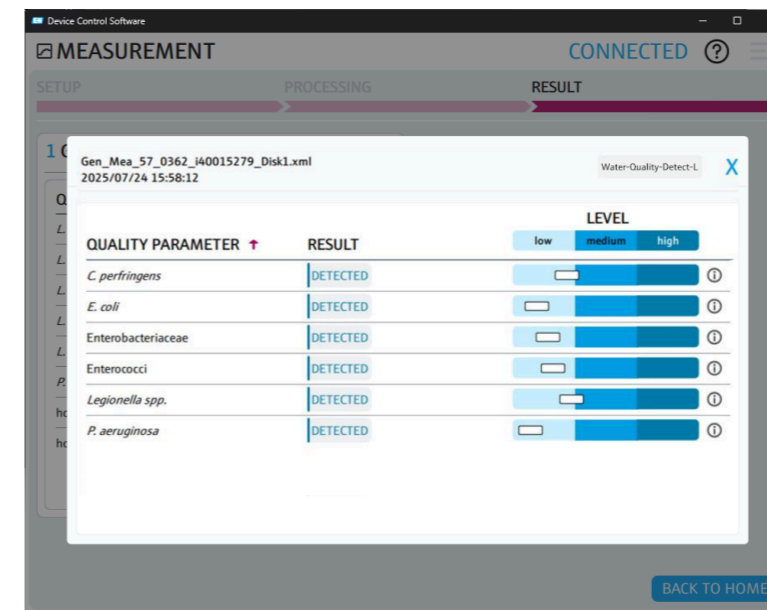 Device Control Software
MEASUREMENT
CONNECTED
SETUP
PROCESSING
RESULT
1
Gen_Mea_57_0362_i40015279_Disk1.xml
2025/07/24 15:58:12
Water-Quality-Detect-L
X
LEVEL
QUALITY PARAMETER RESULT low medium high
C. perfringens DETECTED
E. coli DETECTED
Enterobacteriaceae DETECTED
Enterococci DETECTED
Legionella spp. DETECTED
P. aeruginosa DETECTED
L.
L.
L.
L.
L.
P.
BACK TO HOME